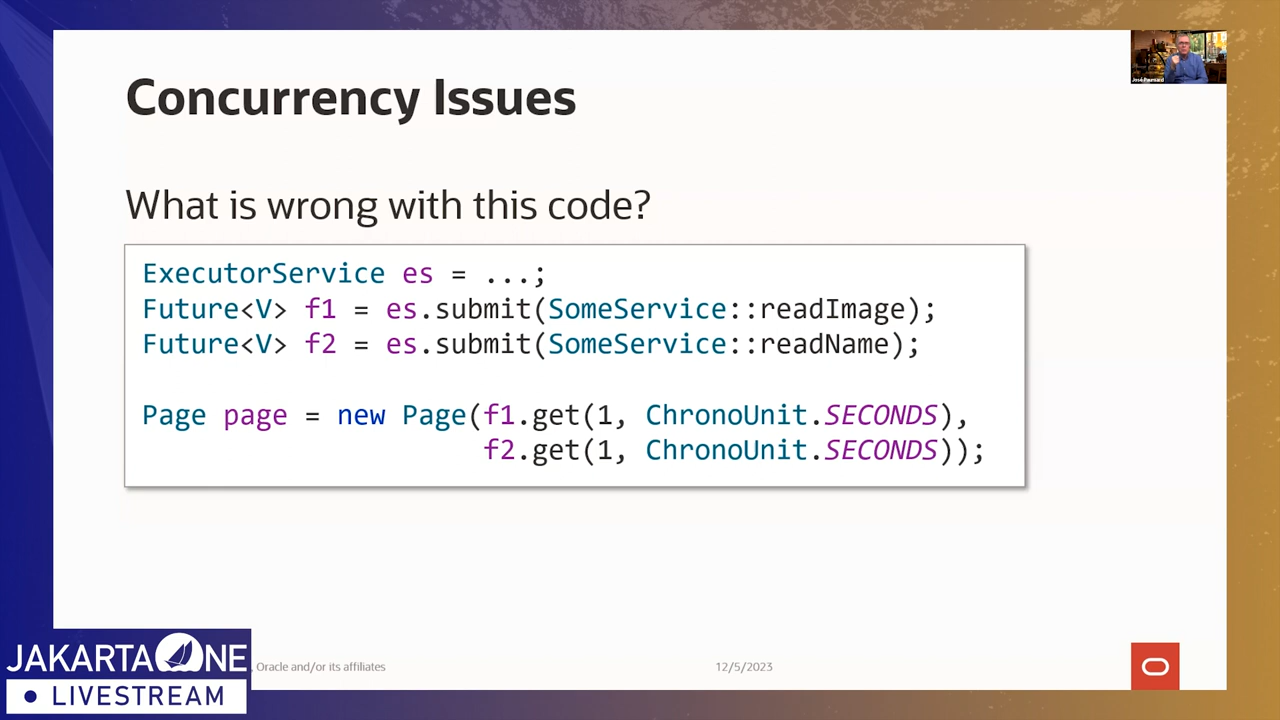 Concurrency Issues
What is wrong with this code?
ExecutorService es = ...;
Future<V> f1 = es.submit(SomeService::readImage);
Future<V> f2 = es.submit(SomeService::readName);
Page page = new Page(f1.get(1, ChronoUnit.SECONDS),
f2.get(1, ChronoUnit.SECONDS));
José Paumard
JAKARTA ONE
LIVESTREAM
, Oracle and/or its affiliates
12/5/2023